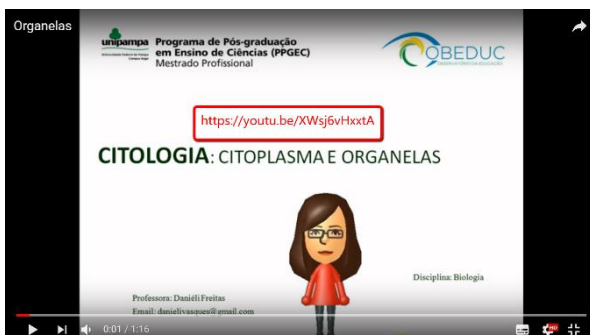 Organelas
unipampa
Programa de Pós-graduação
em Ensino de Ciências (PPGEC)
Mestrado Profissional
OBEDUC
https://youtu.be/XWsj6vHxxtA
CITOLOGIA: CITOPLASMA E ORGANELAS
Disciplina: Biologia
Professora: Daniéli Freitas
Email: danielivasques@gmail.com
0:01 / 1:16